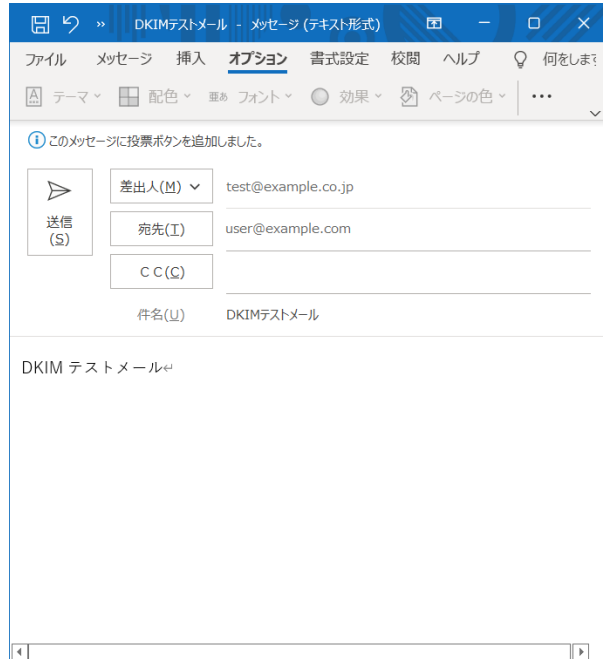 DKIMテストメール - メッセージ (テキスト形式)
ファイル メッセージ 挿入 オプション 書式設定 校閲 ヘルプ 何をします
テーマ 配色 亜あ フォント 効果 ページの色 •••
このメッセージに投票ボタンを追加しました。
差出人(M) test@example.co.jp
送信
(S)
宛先(T) user@example.com
C C(C)
件名(U) DKIMテストメール
DKIM テストメール↵